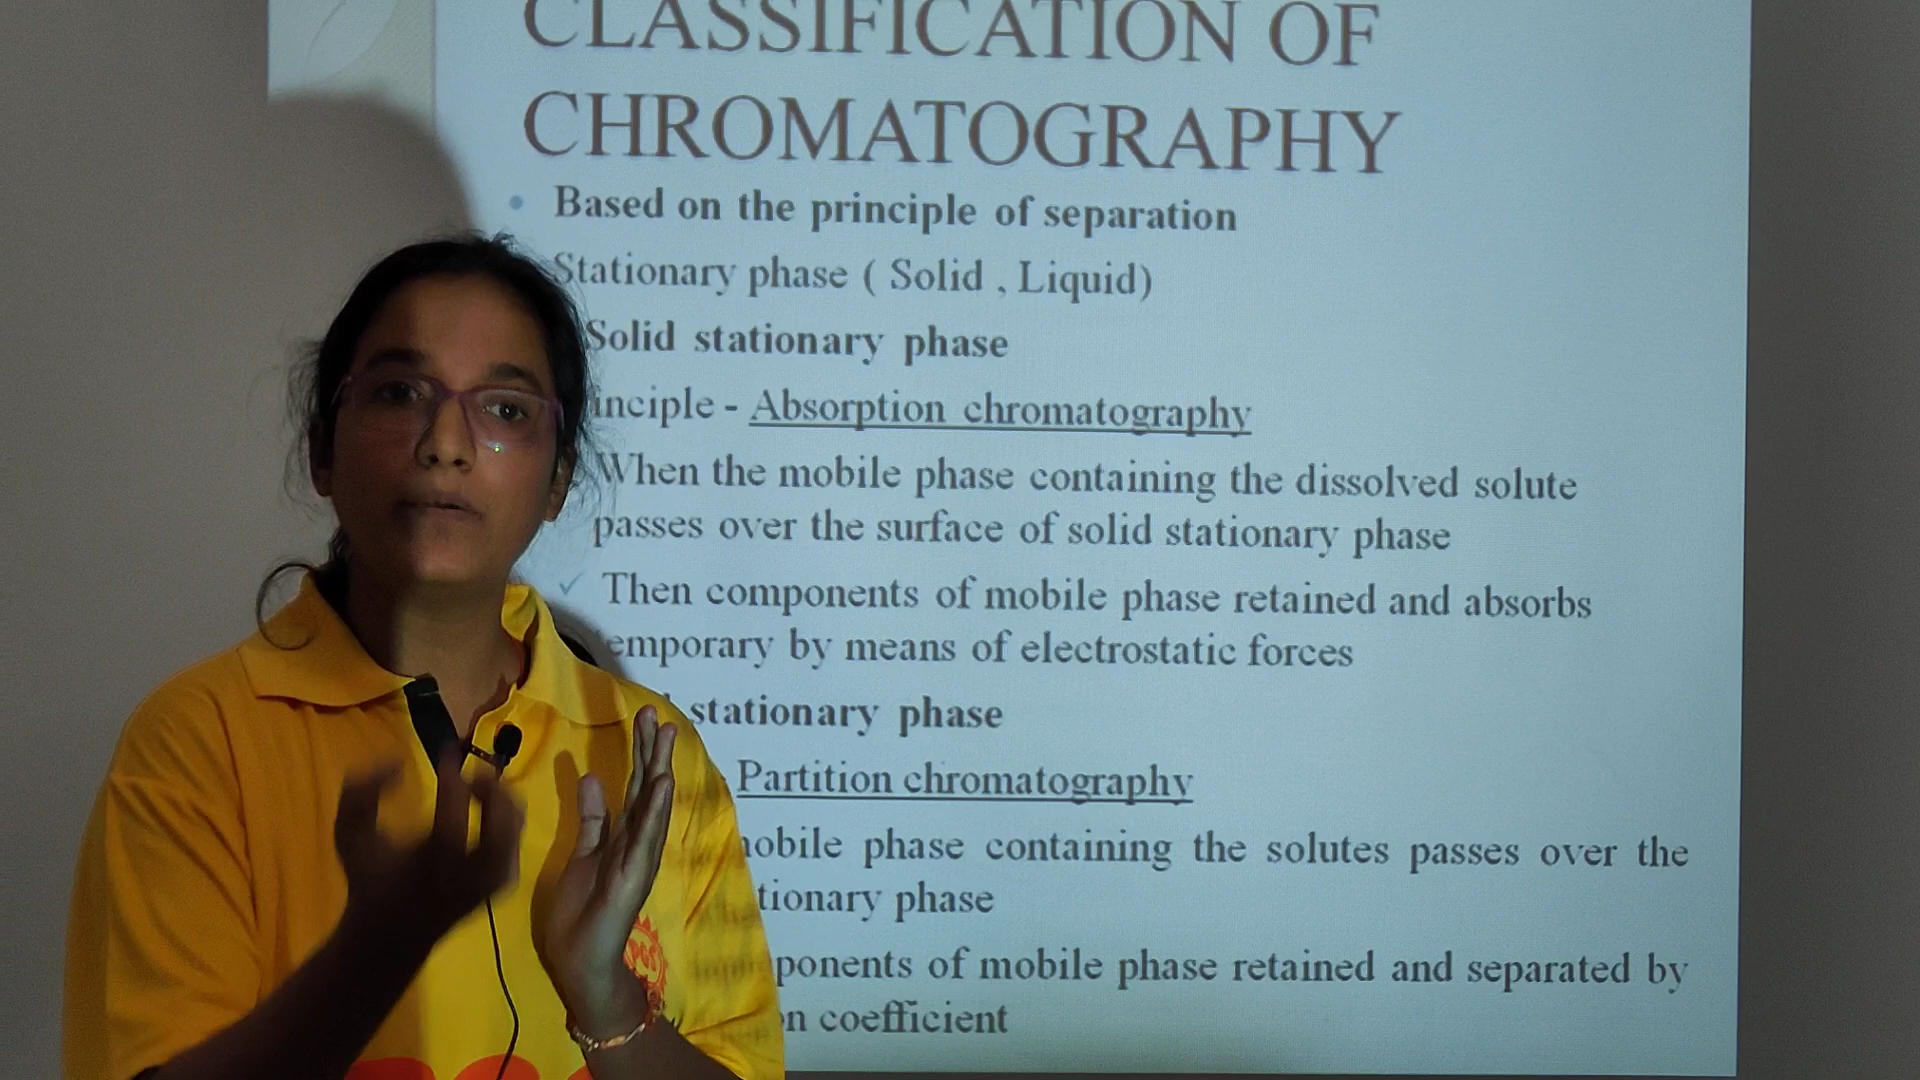 CLASSIFICATION OF
CHROMATOGRAPHY
• Based on the principle of separation
Stationary phase ( Solid , Liquid)
Solid stationary phase
inciple - Absorption chromatography
When the mobile phase containing the dissolved solute
passes over the surface of solid stationary phase
✓ Then components of mobile phase retained and absorbs
emporary by means of electrostatic forces
stationary phase
Partition chromatography
mobile phase containing the solutes passes over the
tionary phase
ponents of mobile phase retained and separated by
n coefficient